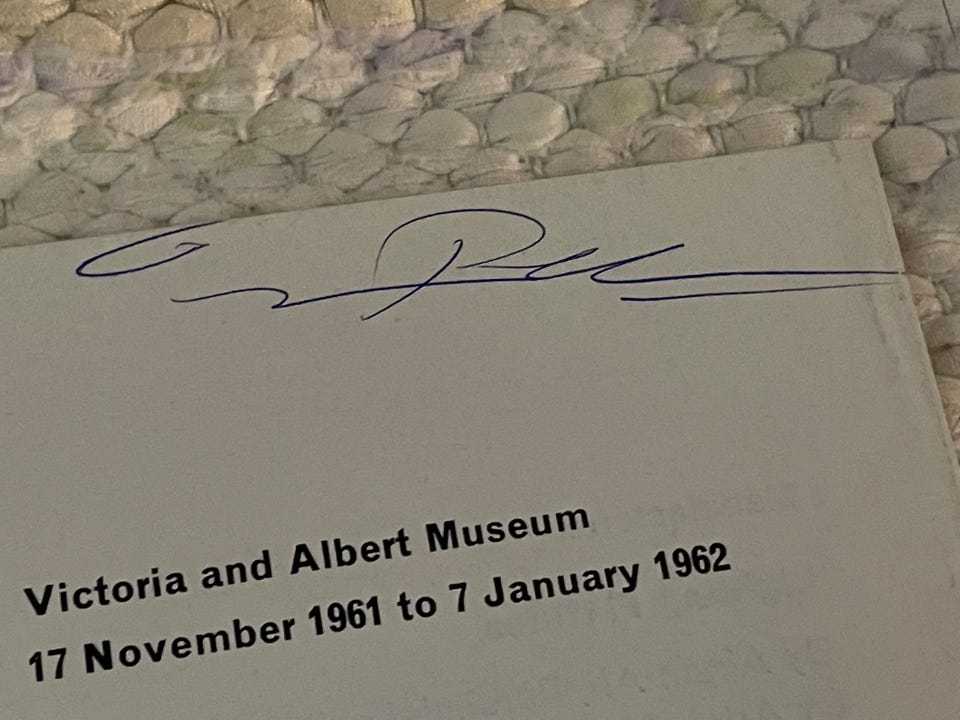 Victoria and Albert Museum
17 November 1961 to 7 January 1962